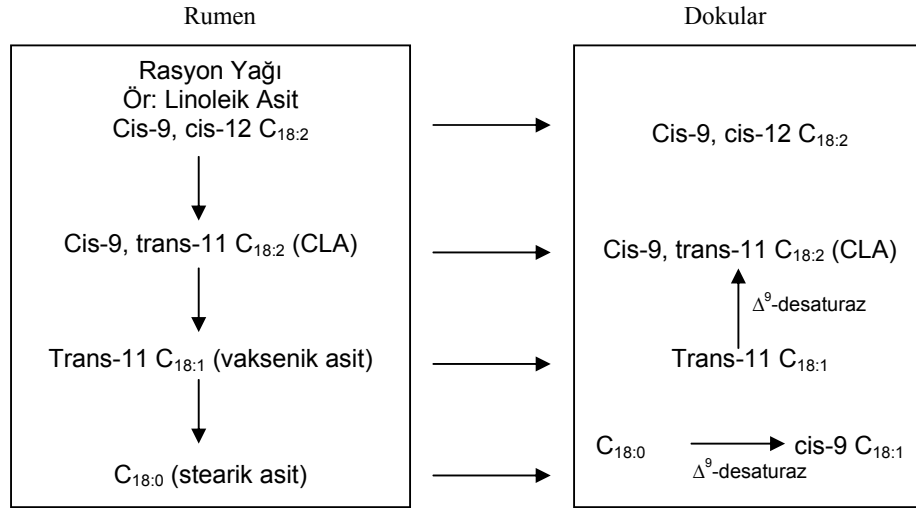 Rumen
Dokular
Rasyon Yağı
Ör: Linoleik Asit
Cis-9, cis-12 C18:2
Cis-9, cis-12 C18:2
Cis-9, trans-11 C18:2 (CLA)
Cis-9, trans-11 C18:2 (CLA)
Δ9-desaturaz
Trans-11 C18:1 (vaksenik asit)
Trans-11 C18:1
C18:0 (stearik asit)
C18:0
cis-9 C18:1
Δ9-desaturaz